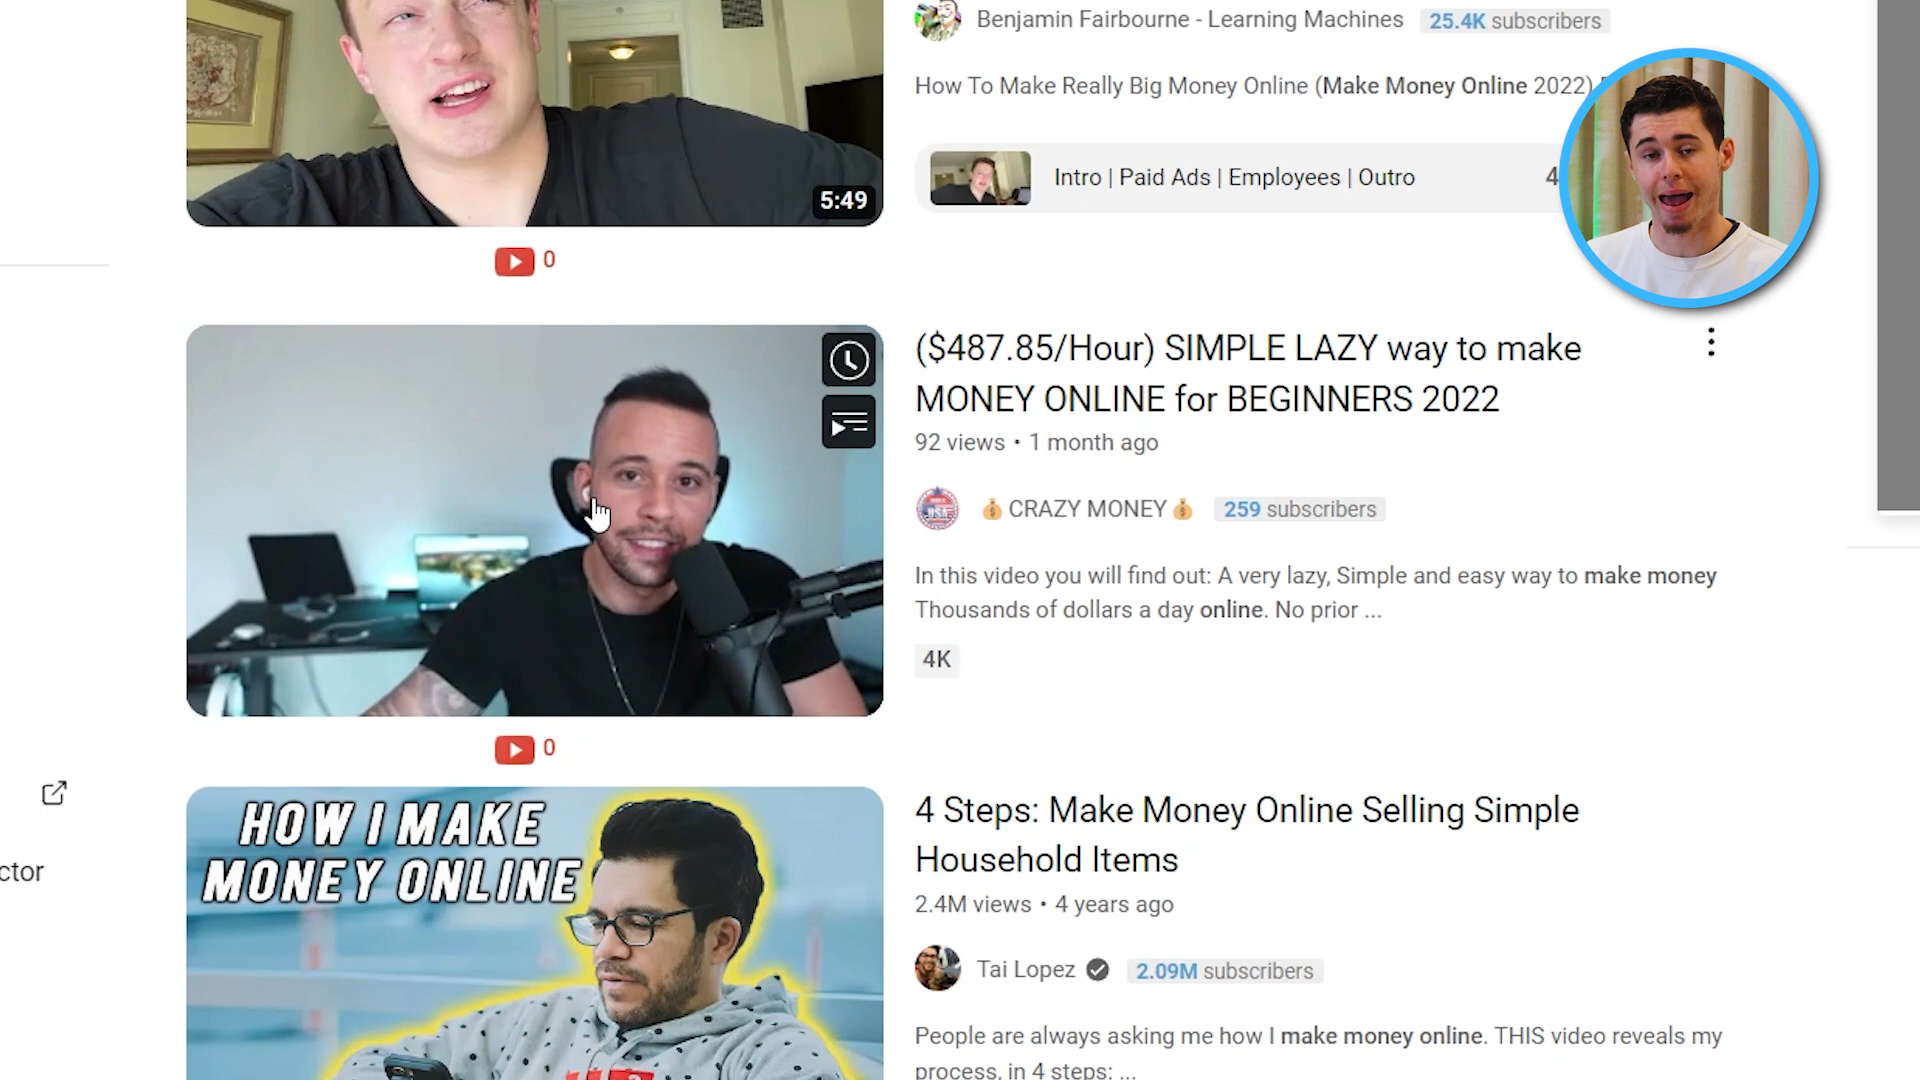 Benjamin Fairbourne - Learning Machines 25.4K subscribers
How To Make Really Big Money Online (Make Money Online 2022)
Intro | Paid Ads | Employees | Outro 4
5:49
0
($487.85/Hour) SIMPLE LAZY way to make
MONEY ONLINE for BEGINNERS 2022
92 views • 1 month ago
💰 CRAZY MONEY 💰 259 subscribers
In this video you will find out: A very lazy, Simple and easy way to make money
Thousands of dollars a day online. No prior ...
4K
0
ctor
HOW I MAKE
MONEY ONLINE
4 Steps: Make Money Online Selling Simple
Household Items
2.4M views • 4 years ago
Tai Lopez 2.09M subscribers
People are always asking me how I make money online. THIS video reveals my
process, in 4 steps: ...